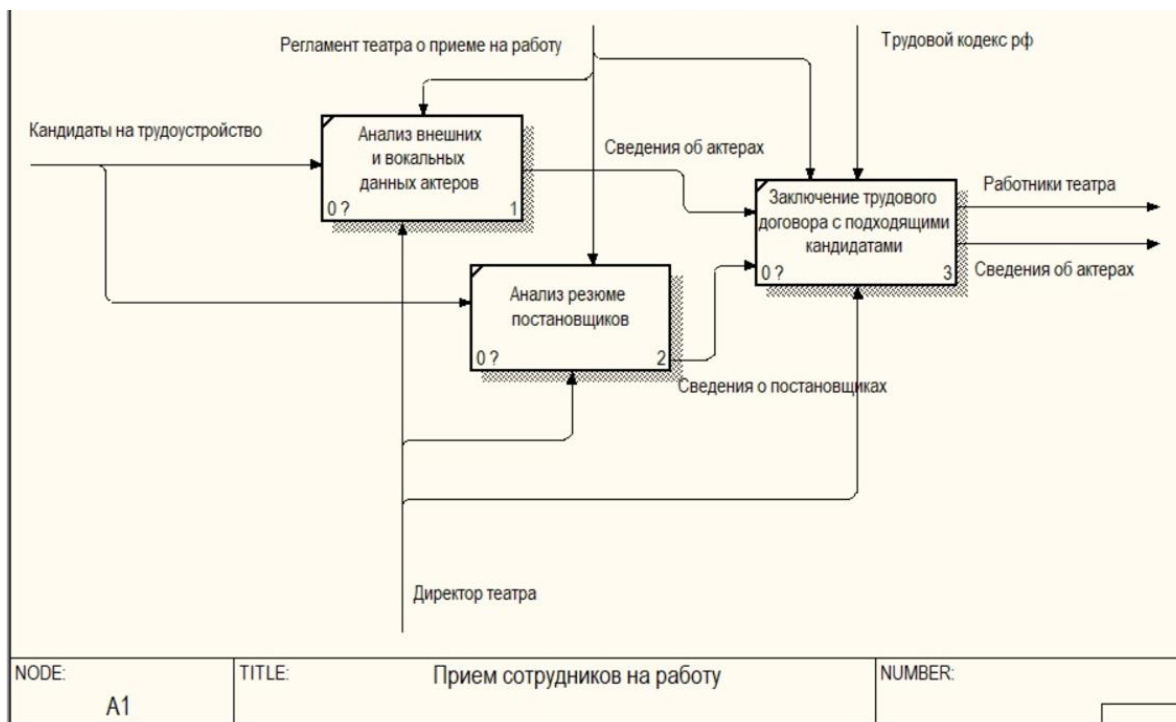 Регламент театра о приеме на работу
Трудовой кодекс рф
Кандидаты на трудоустройство
Анализ внешних
и вокальных
данных актеров
0 ?
1
Сведения об актерах
Заключение трудового
договора с подходящими
кандидатами
0 ?
3
Работники театра
Сведения об актерах
Анализ резюме
постановщиков
0 ?
2
Сведения о постановщиках
Директор театра
NODE:
A1
TITLE:
Прием сотрудников на работу
NUMBER: